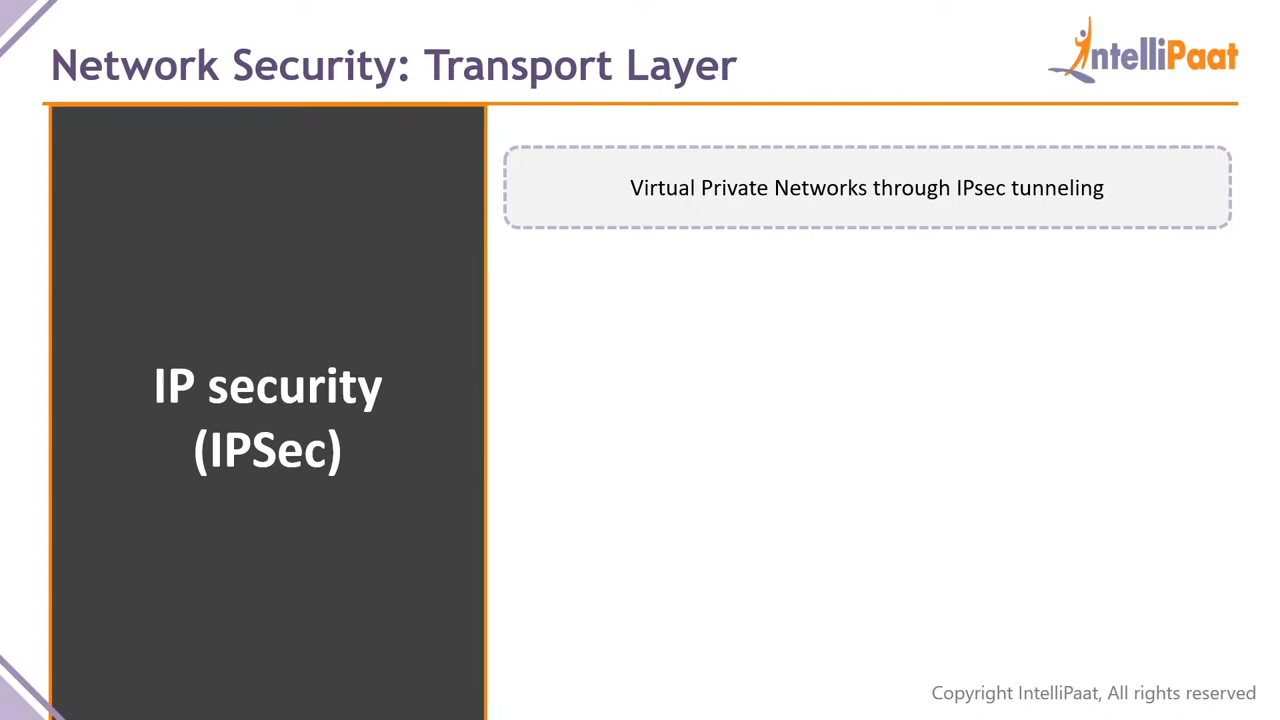 Network Security: Transport Layer
IntelliPaat
Virtual Private Networks through IPsec tunneling
IP security
(IPSec)
Copyright IntelliPaat, All rights reserved